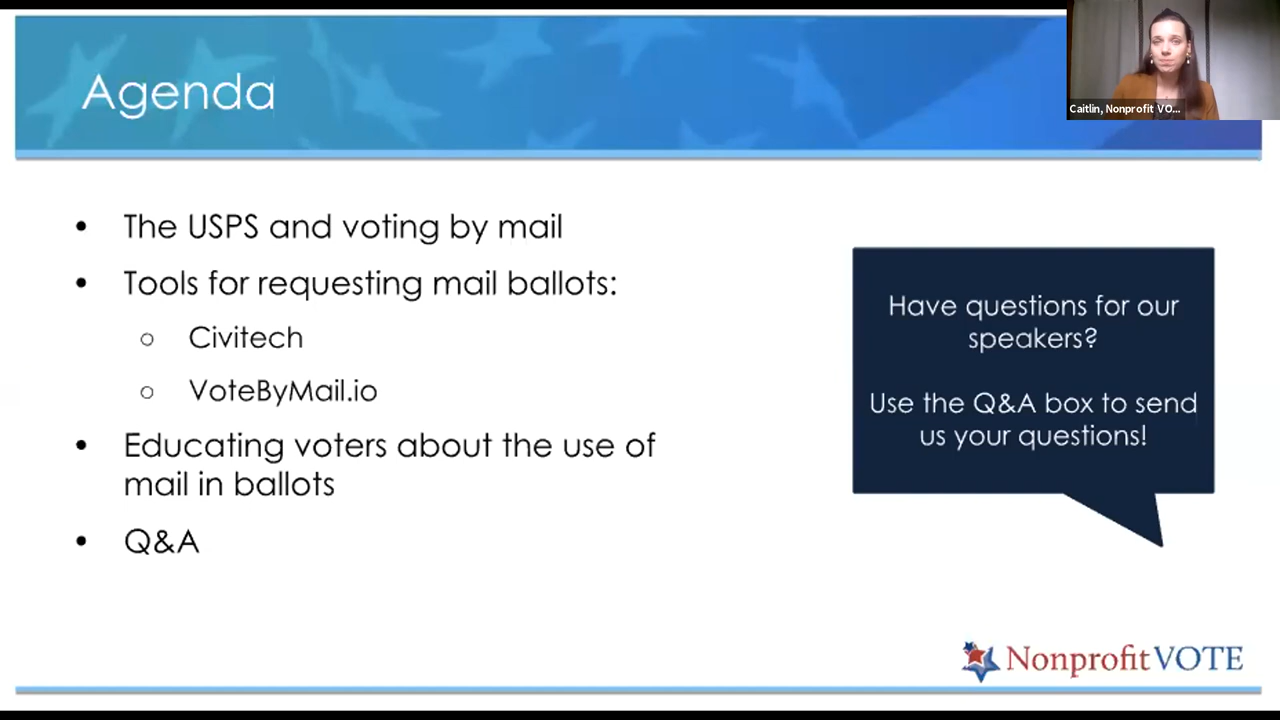 Agenda
Caitlin, Nonprofit VO...
• The USPS and voting by mail
• Tools for requesting mail ballots:
○ Civitech
○ VoteByMail.io
• Educating voters about the use of
mail in ballots
• Q&A
Have questions for our
speakers?
Use the Q&A box to send
us your questions!
Nonprofit VOTE